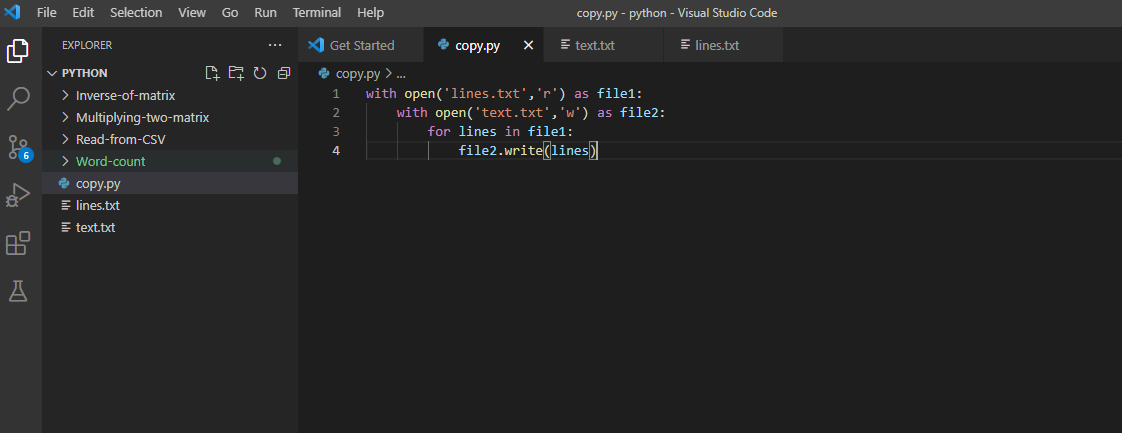 File Edit Selection View Go Run Terminal Help copy.py - python - Visual Studio Code
EXPLORER ...
Get Started copy.py text.txt lines.txt
PYTHON
copy.py > ...
Inverse-of-matrix
Multiplying-two-matrix
Read-from-CSV
Word-count
copy.py
lines.txt
text.txt
6
1 with open('lines.txt','r') as file1:
2 with open('text.txt','w') as file2:
3 for lines in file1:
4 file2.write(lines)